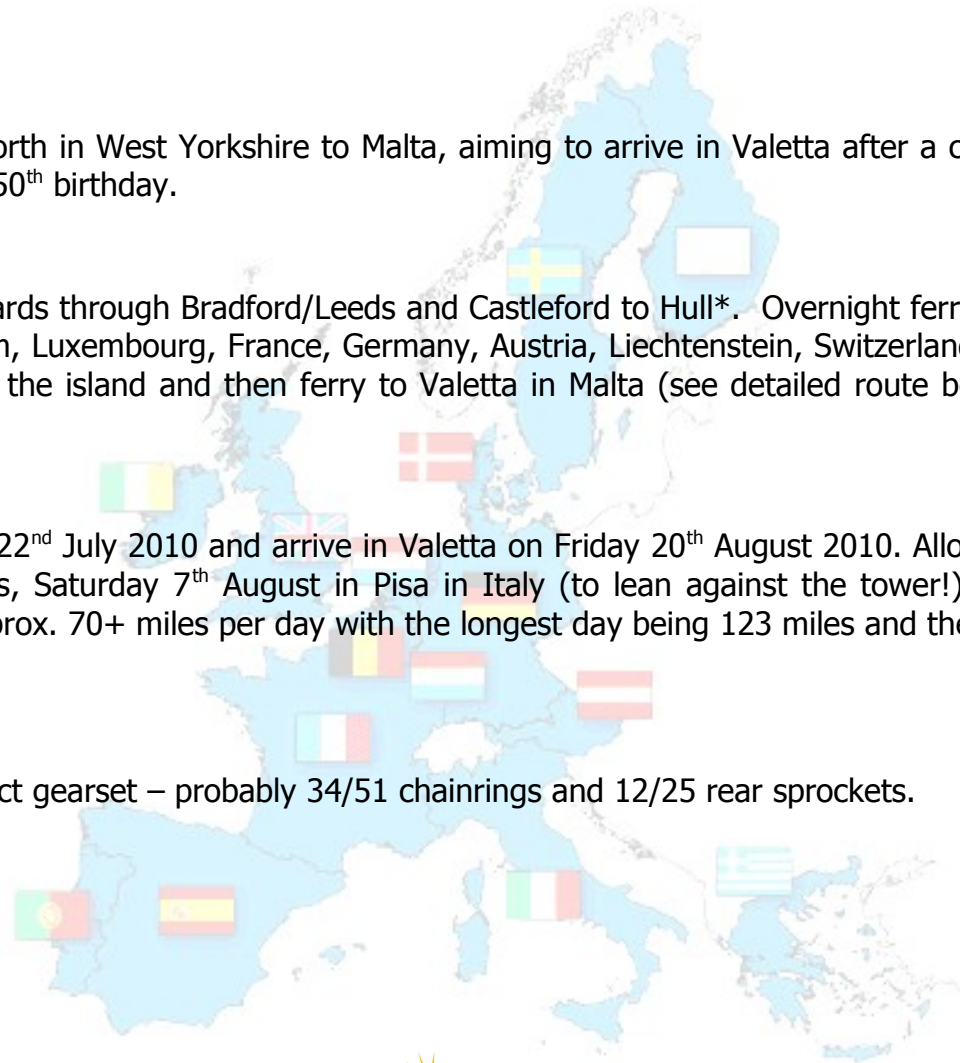 orth in West Yorkshire to Malta, aiming to arrive in Valetta after a c
50th birthday.
ards through Bradford/Leeds and Castleford to Hull*. Overnight ferr
n, Luxembourg, France, Germany, Austria, Liechtenstein, Switzerland
the island and then ferry to Valetta in Malta (see detailed route b
22nd July 2010 and arrive in Valetta on Friday 20th August 2010. Allo
s, Saturday 7th August in Pisa in Italy (to lean against the tower!)
prox. 70+ miles per day with the longest day being 123 miles and the
ct gearset – probably 34/51 chainrings and 12/25 rear sprockets.